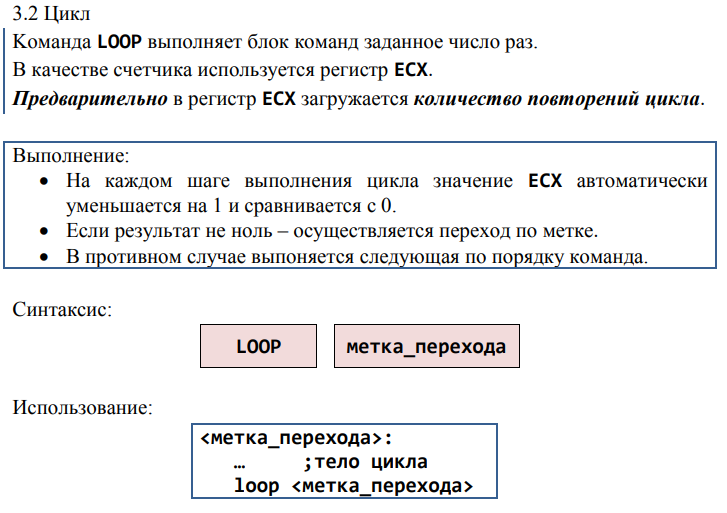 3.2 Цикл
Команда LOOP выполняет блок команд заданное число раз.
В качестве счетчика используется регистр ECX.
Предварительно в регистр ECX загружается количество повторений цикла.
Выполнение:
• На каждом шаге выполнения цикла значение ECX автоматически
уменьшается на 1 и сравнивается с 0.
• Если результат не ноль – осуществляется переход по метке.
• В противном случае выпоняется следующая по порядку команда.
Синтаксис:
LOOP метка_перехода
Использование:
<метка_перехода>:
… ;тело цикла
loop <метка_перехода>